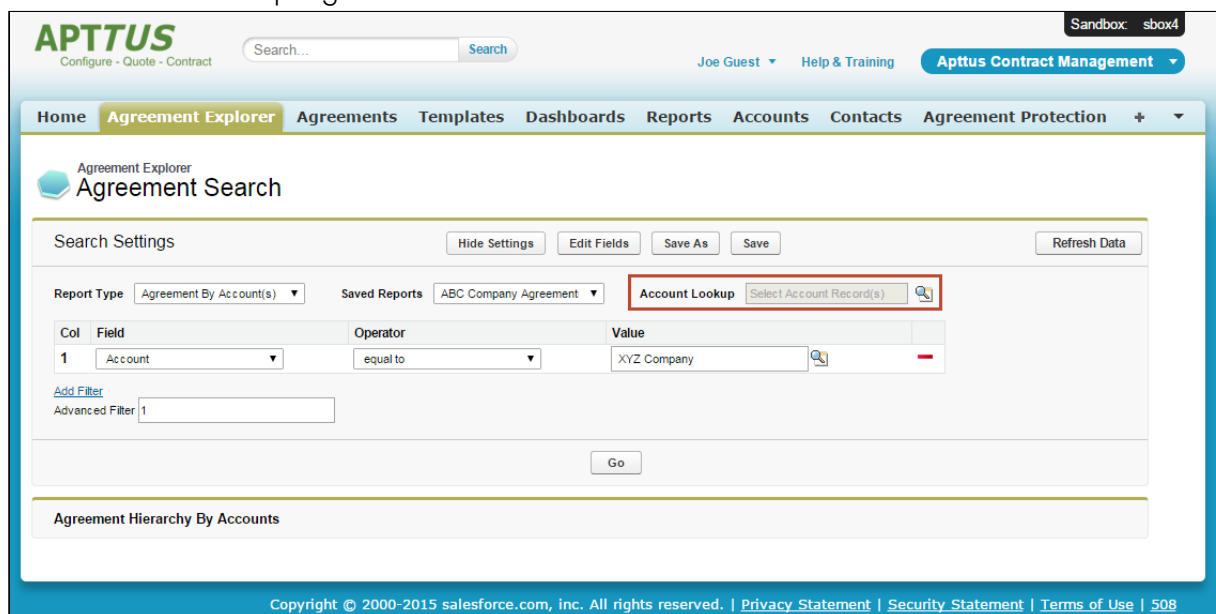 Sandbox: sbox4
APTTUS
Configure - Quote - Contract
Search...
Search
Joe Guest
Help & Training
Apttus Contract Management
Home Agreement Explorer Agreements Templates Dashboards Reports Accounts Contacts Agreement Protection +
Agreement Explorer
Agreement Search
Search Settings
Hide Settings
Edit Fields
Save As
Save
Refresh Data
Report Type Agreement By Account(s) Saved Reports ABC Company Agreement Account Lookup Select Account Record(s)
Col Field Operator Value
1 Account equal to XYZ Company
Add Filter
Advanced Filter 1
Go
Agreement Hierarchy By Accounts
Copyright © 2000-2015 salesforce.com, inc. All rights reserved. | Privacy Statement | Security Statement | Terms of Use | 508